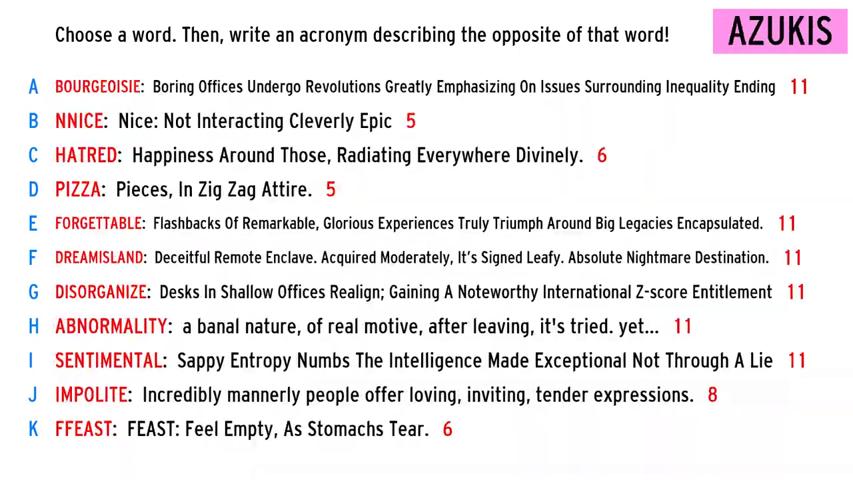 Choose a word. Then, write an acronym describing the opposite of that word!
AZUKIS
A BOURGEOISIE: Boring Offices Undergo Revolutions Greatly Emphasizing On Issues Surrounding Inequality Ending 11
B NNICE: Nice: Not Interacting Cleverly Epic 5
C HATRED: Happiness Around Those, Radiating Everywhere Divinely. 6
D PIZZA: Pieces, In Zig Zag Attire. 5
E FORGETTABLE: Flashbacks Of Remarkable, Glorious Experiences Truly Triumph Around Big Legacies Encapsulated. 11
F DREAMISLAND: Deceitful Remote Enclave. Acquired Moderately, It's Signed Leafy. Absolute Nightmare Destination. 11
G DISORGANIZE: Desks In Shallow Offices Realign; Gaining A Noteworthy International Z-score Entitlement 11
H ABNORMALITY: a banal nature, of real motive, after leaving, it's tried. yet... 11
I SENTIMENTAL: Sappy Entropy Numbs The Intelligence Made Exceptional Not Through A Lie 11
J IMPOLITE: Incredibly mannerly people offer loving, inviting, tender expressions. 8
K FFEAST: FEAST: Feel Empty, As Stomachs Tear. 6